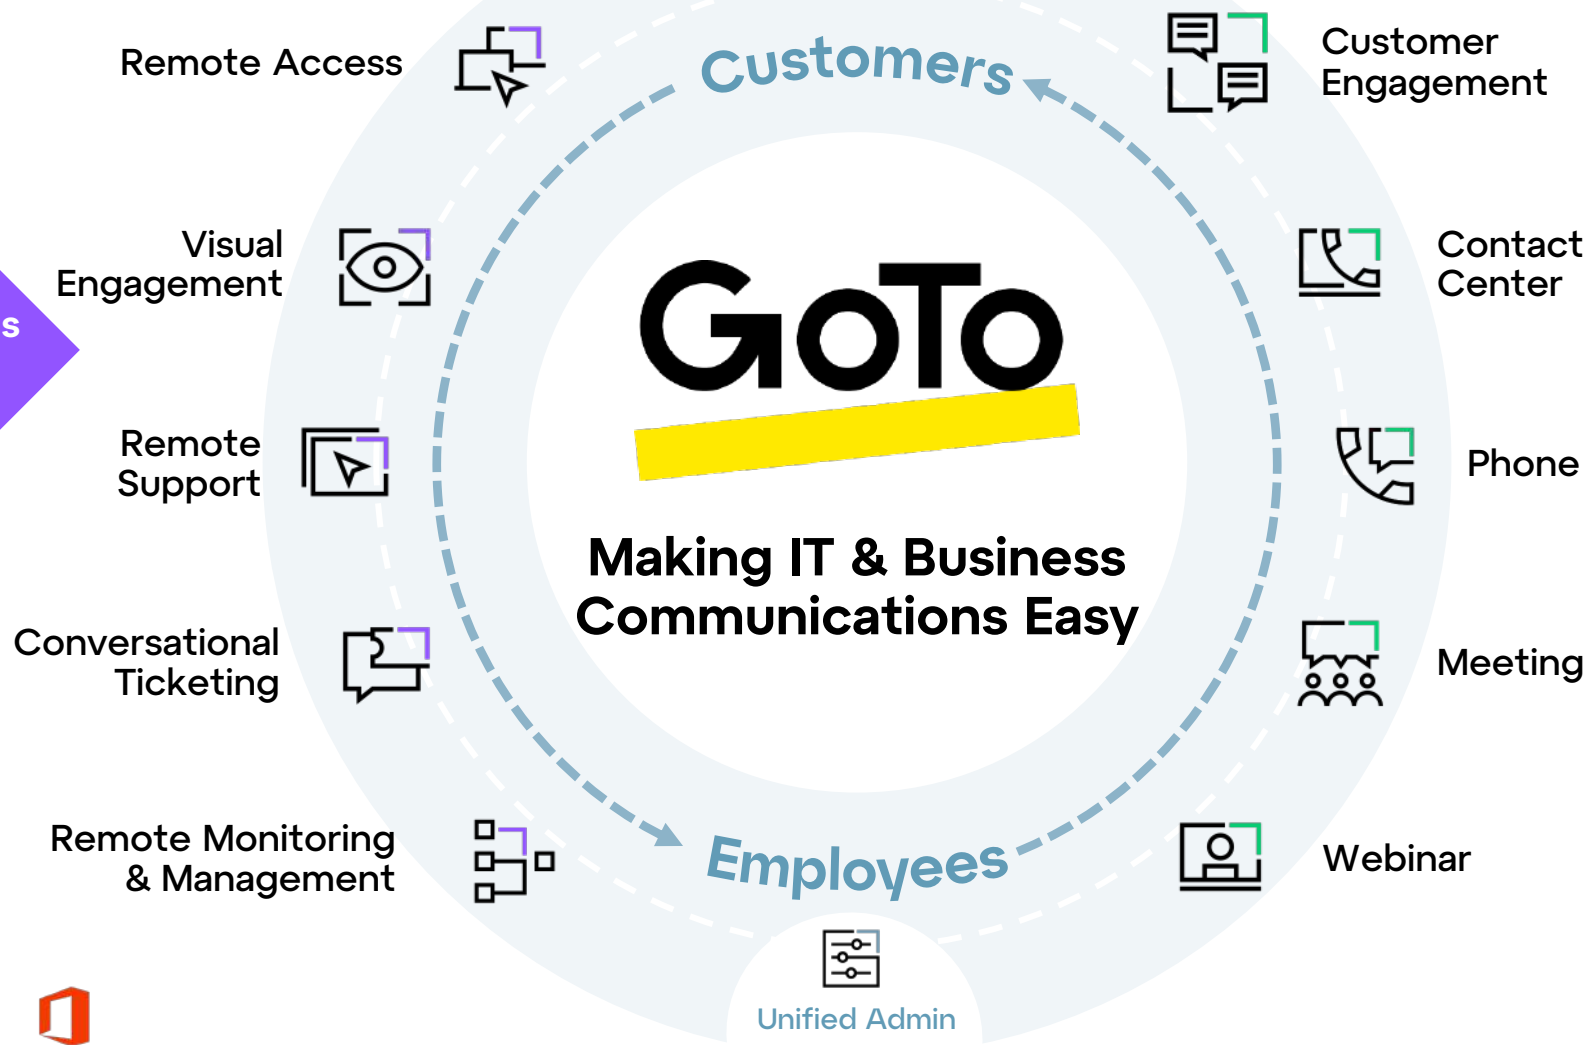 Customers
Remote Access
Visual
Engagement
Remote
Support
Conversational
Ticketing
Remote Monitoring
& Management
GoTo
Making IT & Business
Communications Easy
Customer
Engagement
Contact
Center
Phone
Meeting
Webinar
Employees
Unified Admin